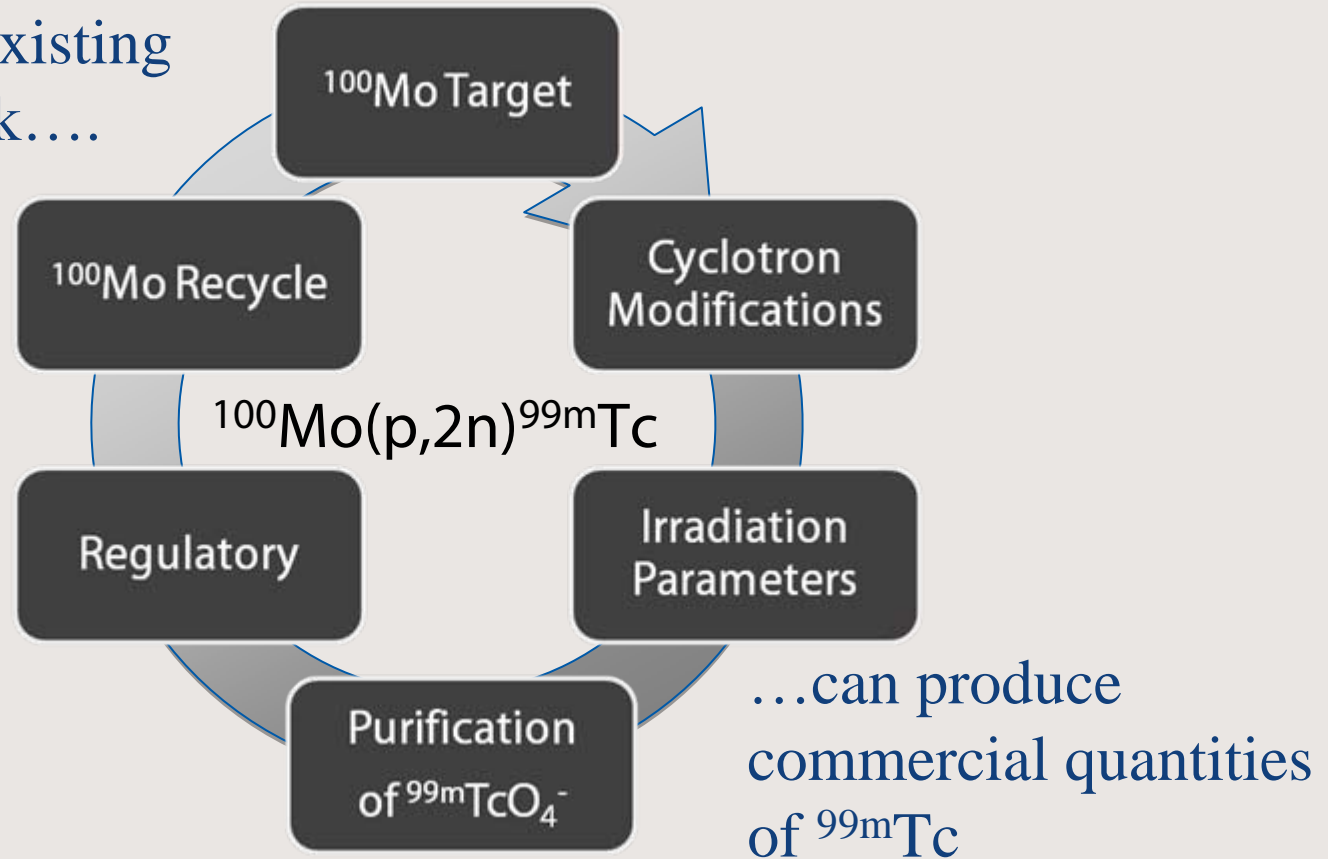 xisting
k….
¹⁰⁰Mo Target
Cyclotron
Modifications
Irradiation
Parameters
Purification
of ⁹⁹ᵐTcO₄⁻
Regulatory
¹⁰⁰Mo Recycle
¹⁰⁰Mo(p,2n)⁹⁹ᵐTc
…can produce
commercial quantities
of ⁹⁹ᵐTc